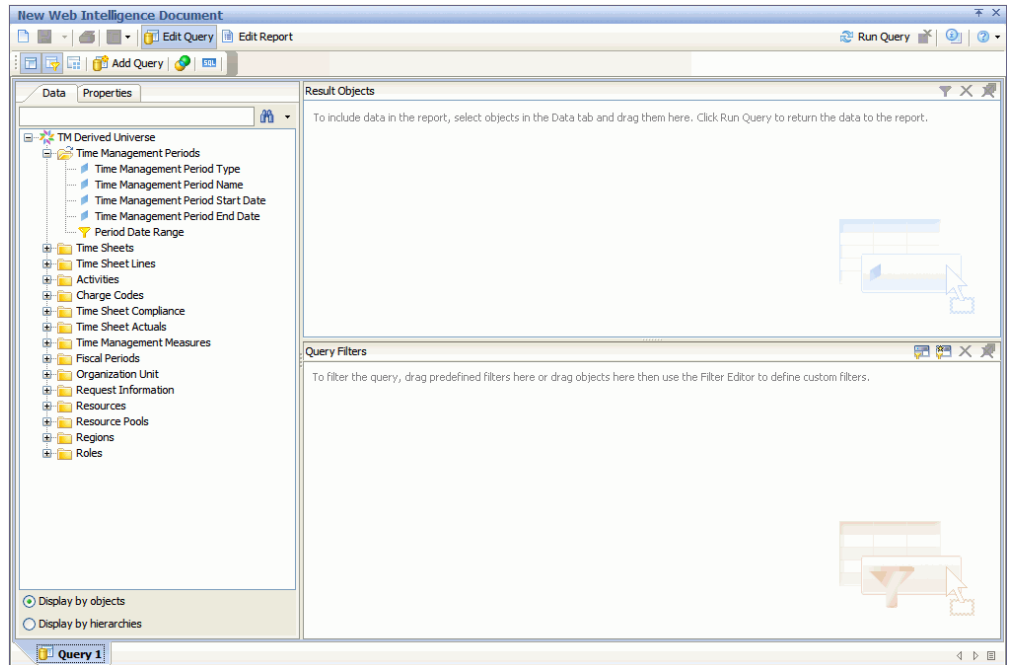 New Web Intelligence Document
Edit Query Edit Report Run Query
Add Query SQL
Data Properties
Result Objects
To include data in the report, select objects in the Data tab and drag them here. Click Run Query to return the data to the report.
TM Derived Universe
Time Management Periods
Time Management Period Type
Time Management Period Name
Time Management Period Start Date
Time Management Period End Date
Period Date Range
Time Sheets
Time Sheet Lines
Activities
Charge Codes
Time Sheet Compliance
Time Sheet Actuals
Time Management Measures
Fiscal Periods
Organization Unit
Request Information
Resources
Resource Pools
Regions
Roles
Query Filters
To filter the query, drag predefined filters here or drag objects here then use the Filter Editor to define custom filters.
Display by objects
Display by hierarchies
Query 1